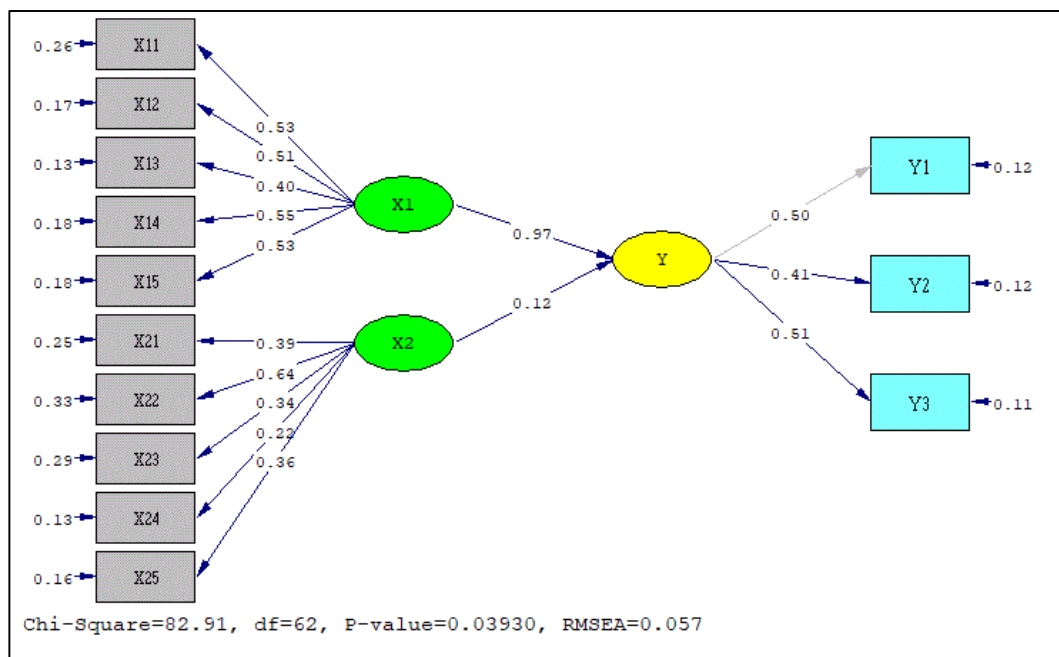 0.26 X11
0.17 X12
0.13 X13
0.18 X14
0.18 X15
0.25 X21
0.33 X22
0.29 X23
0.13 X24
0.16 X25
0.53
0.51
0.40
0.55
0.53
0.39
0.64
0.34
0.22
0.36
X1
X2
0.97
0.12
Y
0.50
0.41
0.51
Y1 0.12
Y2 0.12
Y3 0.11
Chi-Square=82.91, df=62, P-value=0.03930, RMSEA=0.057